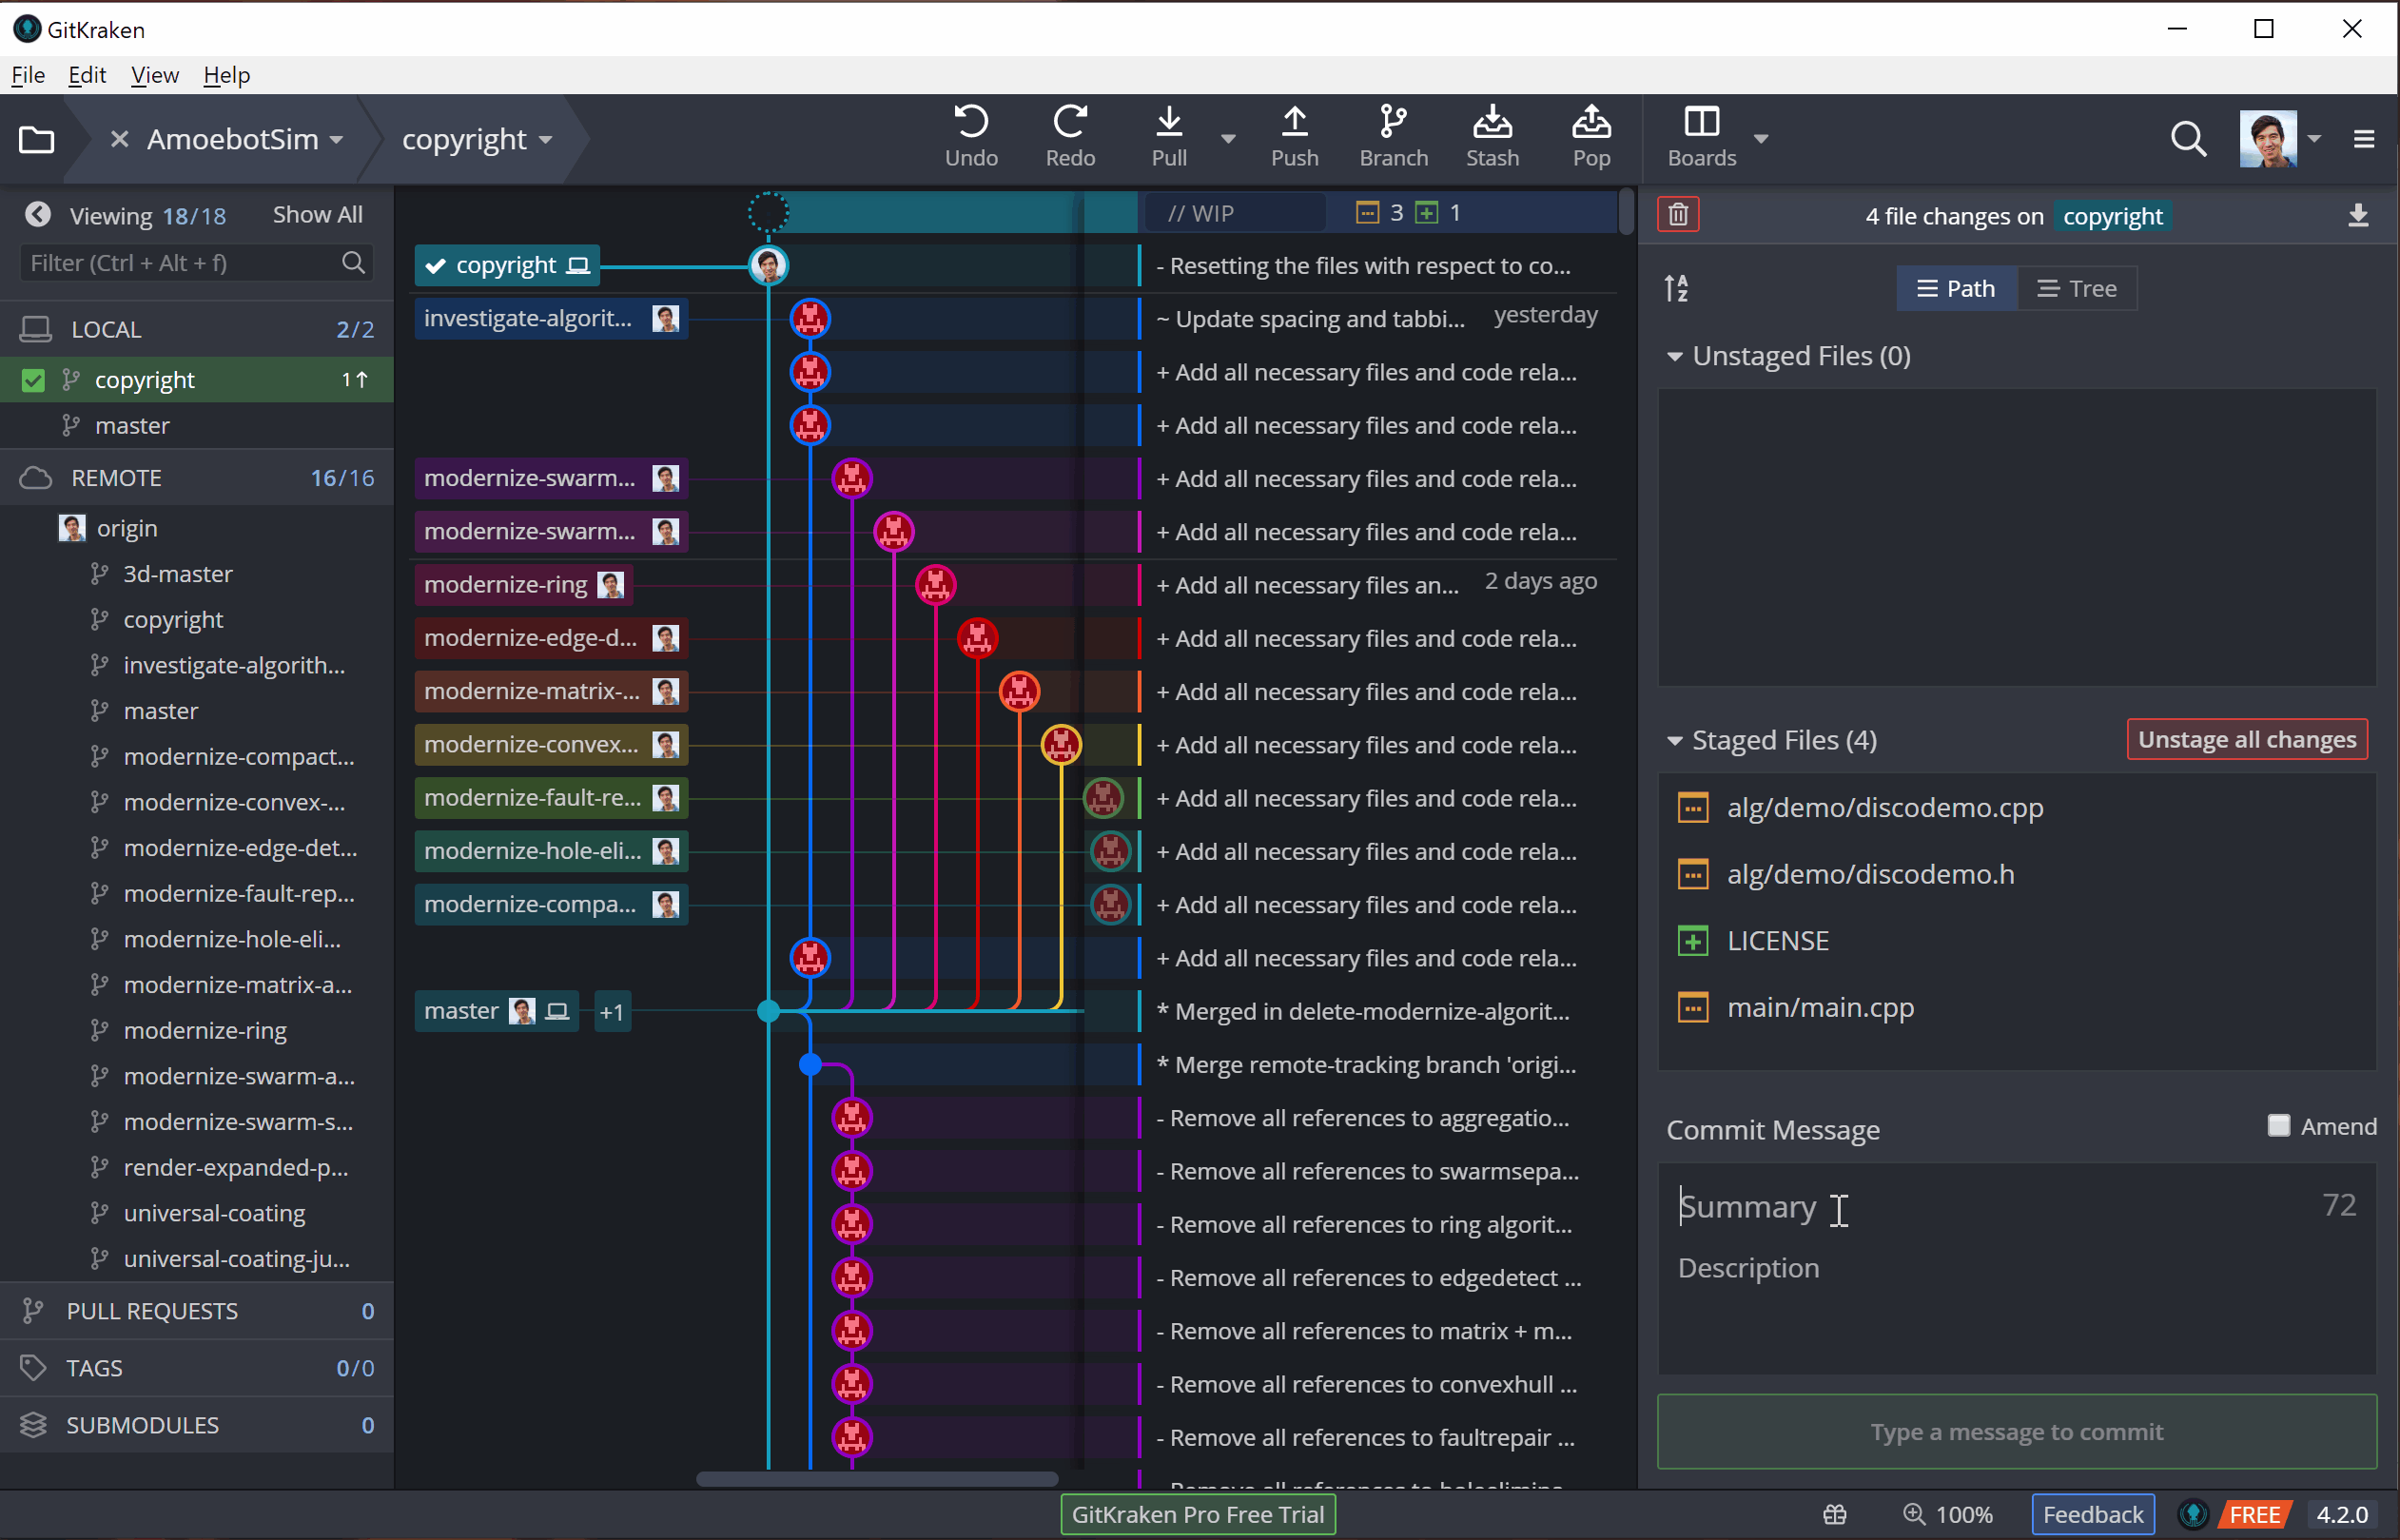 GitKraken
File Edit View Help
AmoebotSim
copyright
Undo
Redo
Pull
Push
Branch
Stash
Pop
Boards
Viewing 18/18 Show All
Filter (Ctrl + Alt + f)
LOCAL 2/2
copyright 1↑
master
REMOTE 16/16
origin
3d-master
copyright
investigate-algorith...
master
modernize-compact...
modernize-convex-...
modernize-edge-det...
modernize-fault-rep...
modernize-hole-eli...
modernize-matrix-a...
modernize-ring
modernize-swarm-a...
modernize-swarm-s...
render-expanded-p...
universal-coating
universal-coating-ju...
PULL REQUESTS 0
TAGS 0/0
SUBMODULES 0
// WIP 3 1
copyright - Resetting the files with respect to co...
investigate-algorit... ~ Update spacing and tabbi... yesterday
+ Add all necessary files and code rela...
+ Add all necessary files and code rela...
modernize-swarm... + Add all necessary files and code rela...
modernize-swarm... + Add all necessary files and code rela...
modernize-ring + Add all necessary files an... 2 days ago
modernize-edge-d... + Add all necessary files and code rela...
modernize-matrix-... + Add all necessary files and code rela...
modernize-convex... + Add all necessary files and code rela...
modernize-fault-re... + Add all necessary files and code rela...
modernize-hole-eli... + Add all necessary files and code rela...
modernize-compa... + Add all necessary files and code rela...
+ Add all necessary files and code rela...
master +1 * Merged in delete-modernize-algorit...
* Merge remote-tracking branch 'origi...
- Remove all references to aggregatio...
- Remove all references to swarmsepa...
- Remove all references to ring algorit...
- Remove all references to edgedetect ...
- Remove all references to matrix + m...
- Remove all references to convexhull ...
- Remove all references to faultrepair ...
4 file changes on copyright
Path Tree
Unstaged Files (0)
Staged Files (4) Unstage all changes
alg/demo/discodemo.cpp
alg/demo/discodemo.h
LICENSE
main/main.cpp
Commit Message Amend
Summary 72
Description
Type a message to commit
GitKraken Pro Free Trial 100% Feedback FREE 4.2.0